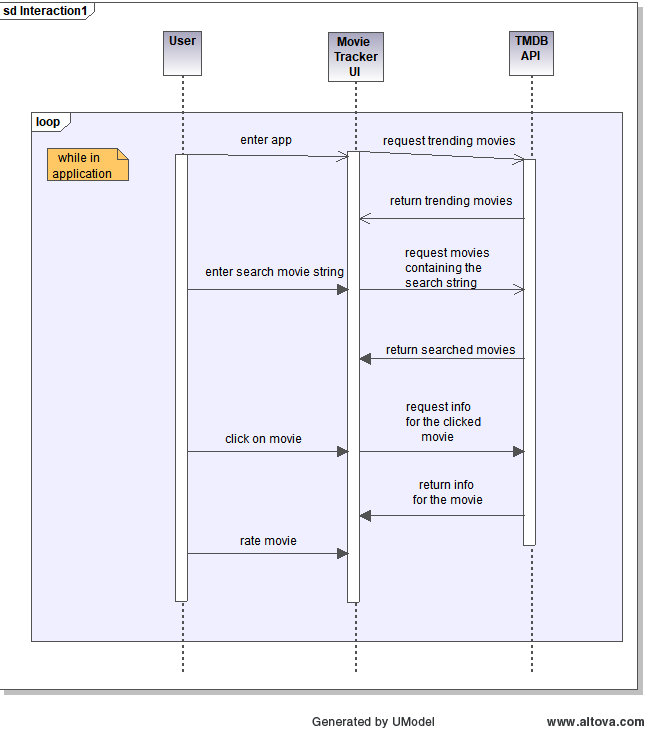 sd Interaction1
User
Movie
Tracker
UI
TMDB
API
loop
while in
application
enter app
request trending movies
return trending movies
enter search movie string
request movies
containing the
search string
return searched movies
request info
for the clicked
movie
click on movie
return info
for the movie
rate movie
Generated by UModel
www.altova.com